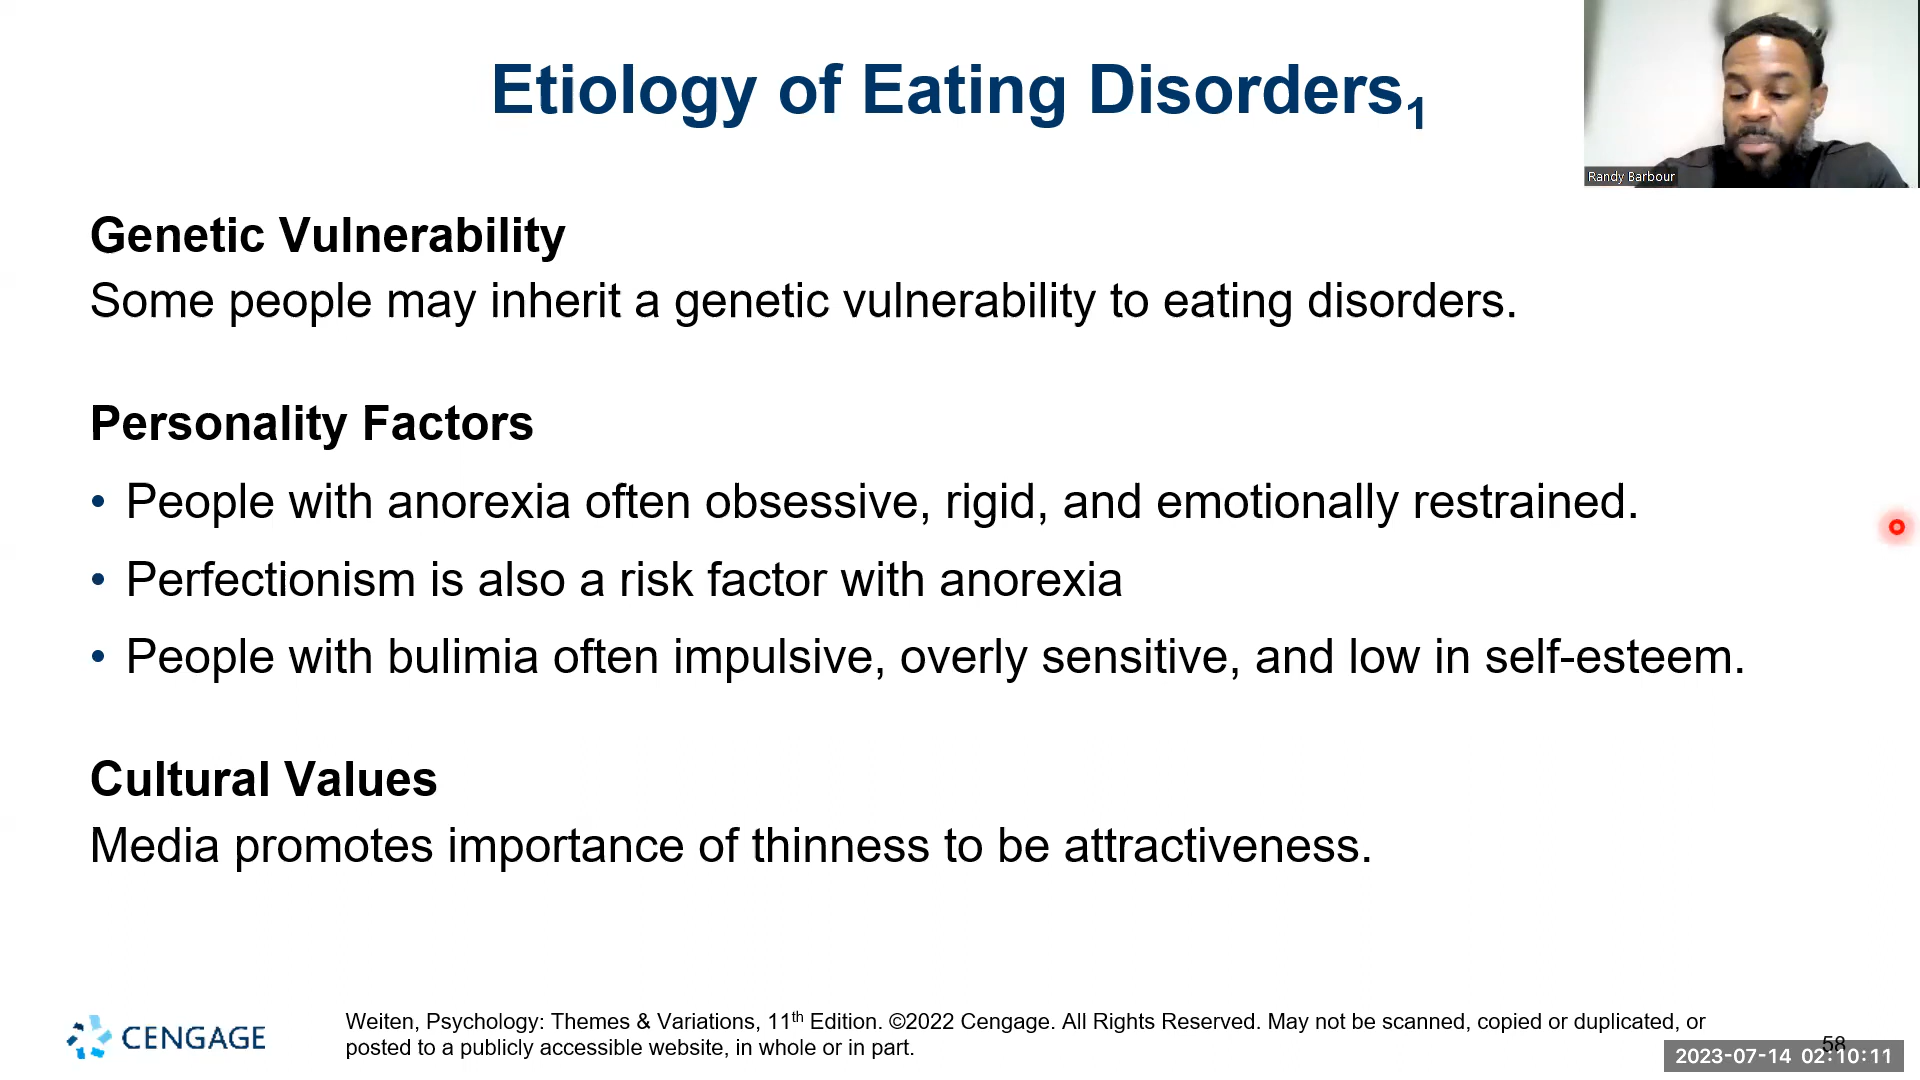 Etiology of Eating Disorders1
Randy Barbour
Genetic Vulnerability
Some people may inherit a genetic vulnerability to eating disorders.
Personality Factors
• People with anorexia often obsessive, rigid, and emotionally restrained.
• Perfectionism is also a risk factor with anorexia
• People with bulimia often impulsive, overly sensitive, and low in self-esteem.
Cultural Values
Media promotes importance of thinness to be attractiveness.
CENGAGE
Weiten, Psychology: Themes & Variations, 11th Edition. ©2022 Cengage. All Rights Reserved. May not be scanned, copied or duplicated, or
posted to a publicly accessible website, in whole or in part.
58
2023-07-14 02:10:11